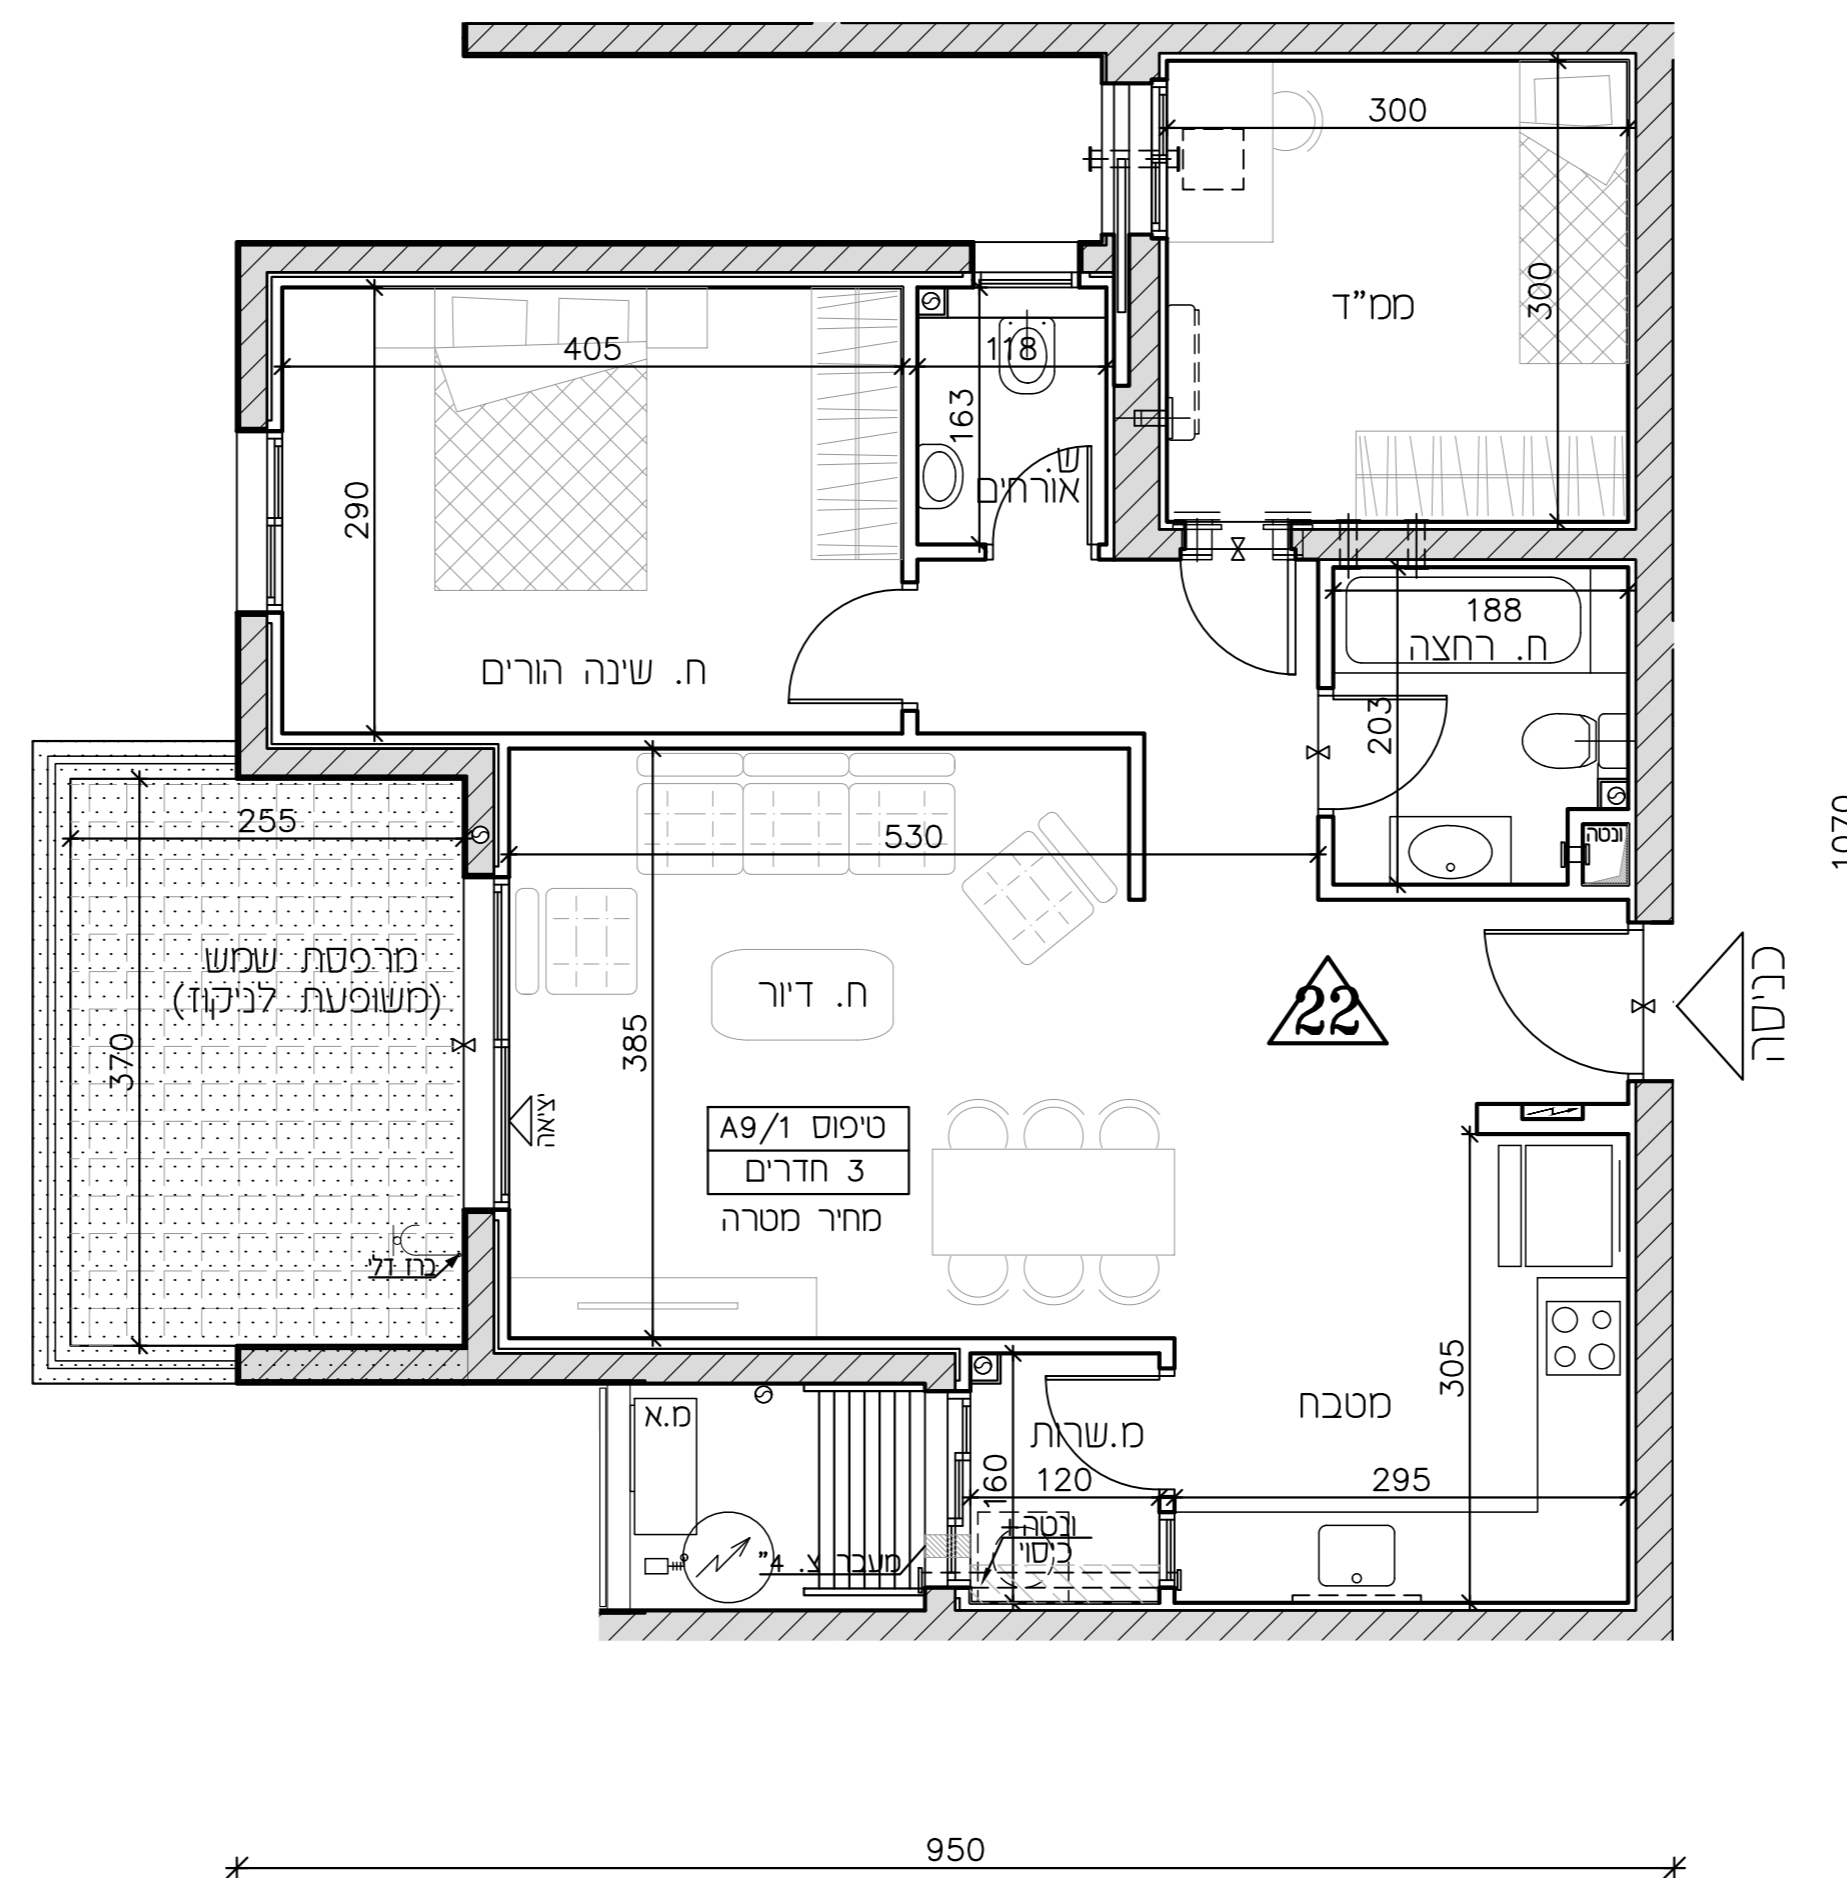 300
300
ממ"ד
405
118
163
ש.
אורחים
290
ח. שינה הורים
188
ח. רחצה
203
ונטה
255
530
1070
מרפסת שמש
(משופעת לניקוז)
ח. דיור
22
כניסה
385
370
יציאה
טיפוס A9/1
3 חדרים
מחיר מטרה
ברז דלי
305
מ.א
מטבח
מ.שרות
160
120
295
ונטה+
כיסוי
מעבר צ. 4"
950